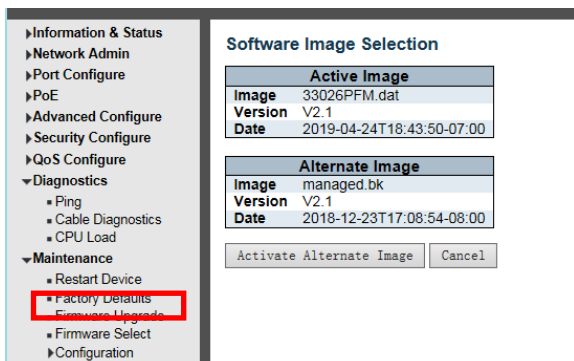 Information & Status
Network Admin
Port Configure
PoE
Advanced Configure
Security Configure
QoS Configure
Diagnostics
Ping
Cable Diagnostics
CPU Load
Maintenance
Restart Device
Factory Defaults
Firmware Upgrade
Firmware Select
Configuration
Software Image Selection
Active Image
Image 33026PFM.dat
Version V2.1
Date 2019-04-24T18:43:50-07:00
Alternate Image
Image managed.bk
Version V2.1
Date 2018-12-23T17:08:54-08:00
Activate Alternate Image Cancel